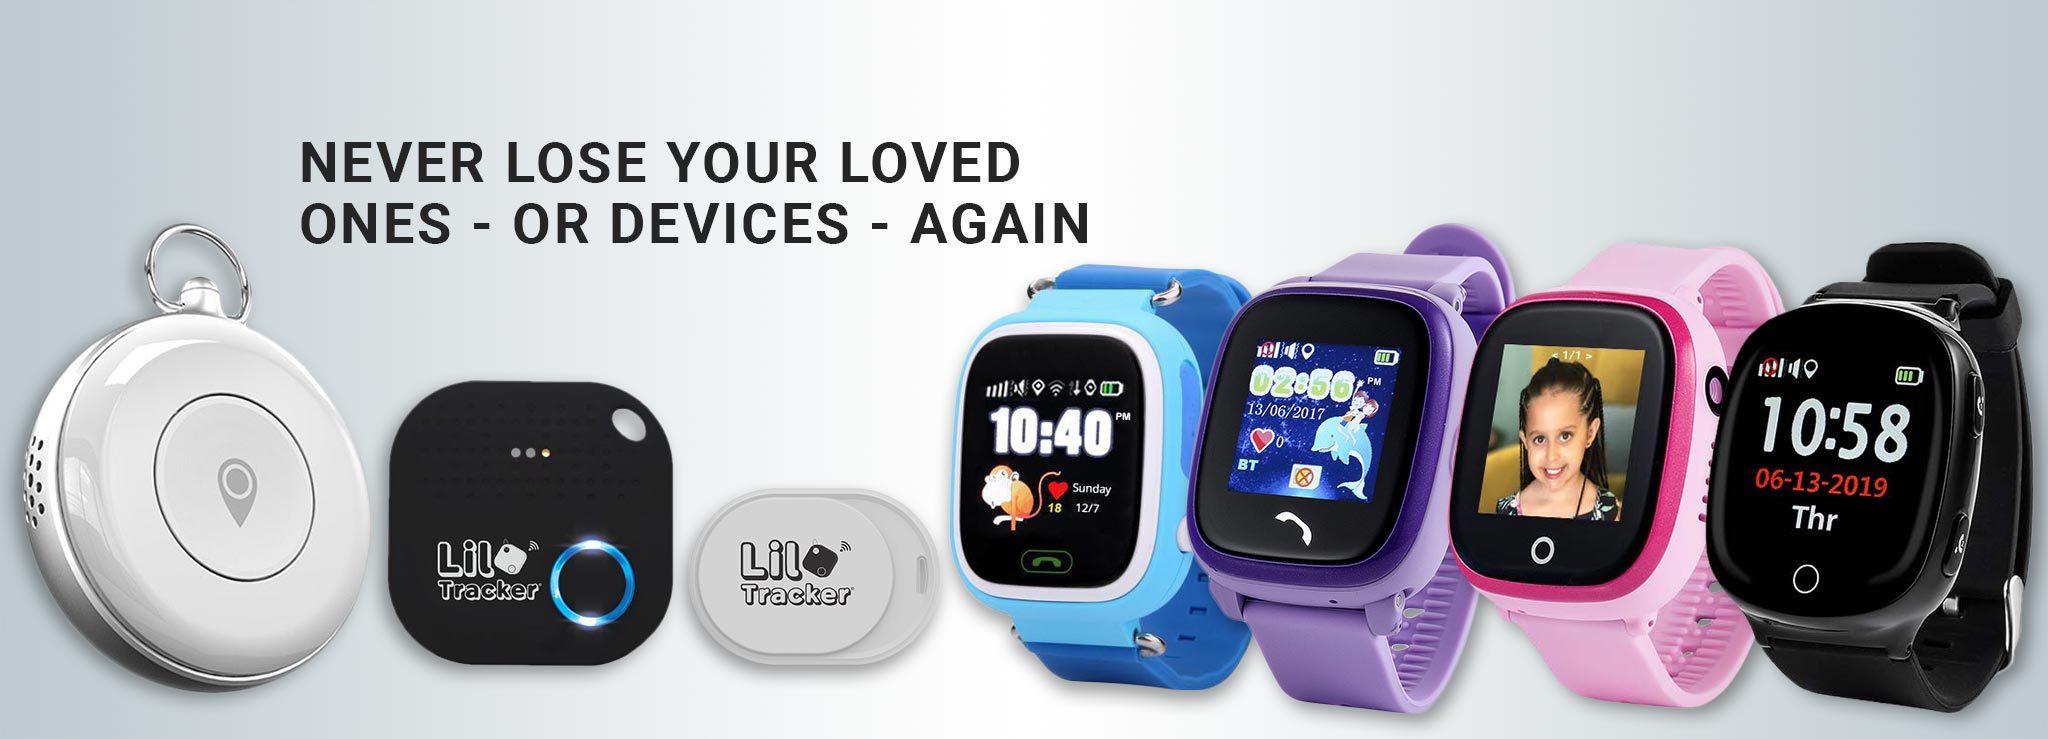 NEVER LOSE YOUR LOVED
ONES - OR DEVICES - AGAIN
Lil
Tracker
Lil
Tracker
10:40 PM
Sunday
18 12/7
02:56 PM
13/06/2017
0
BT
< 1/1 >
10:58
06-13-2019
Thr